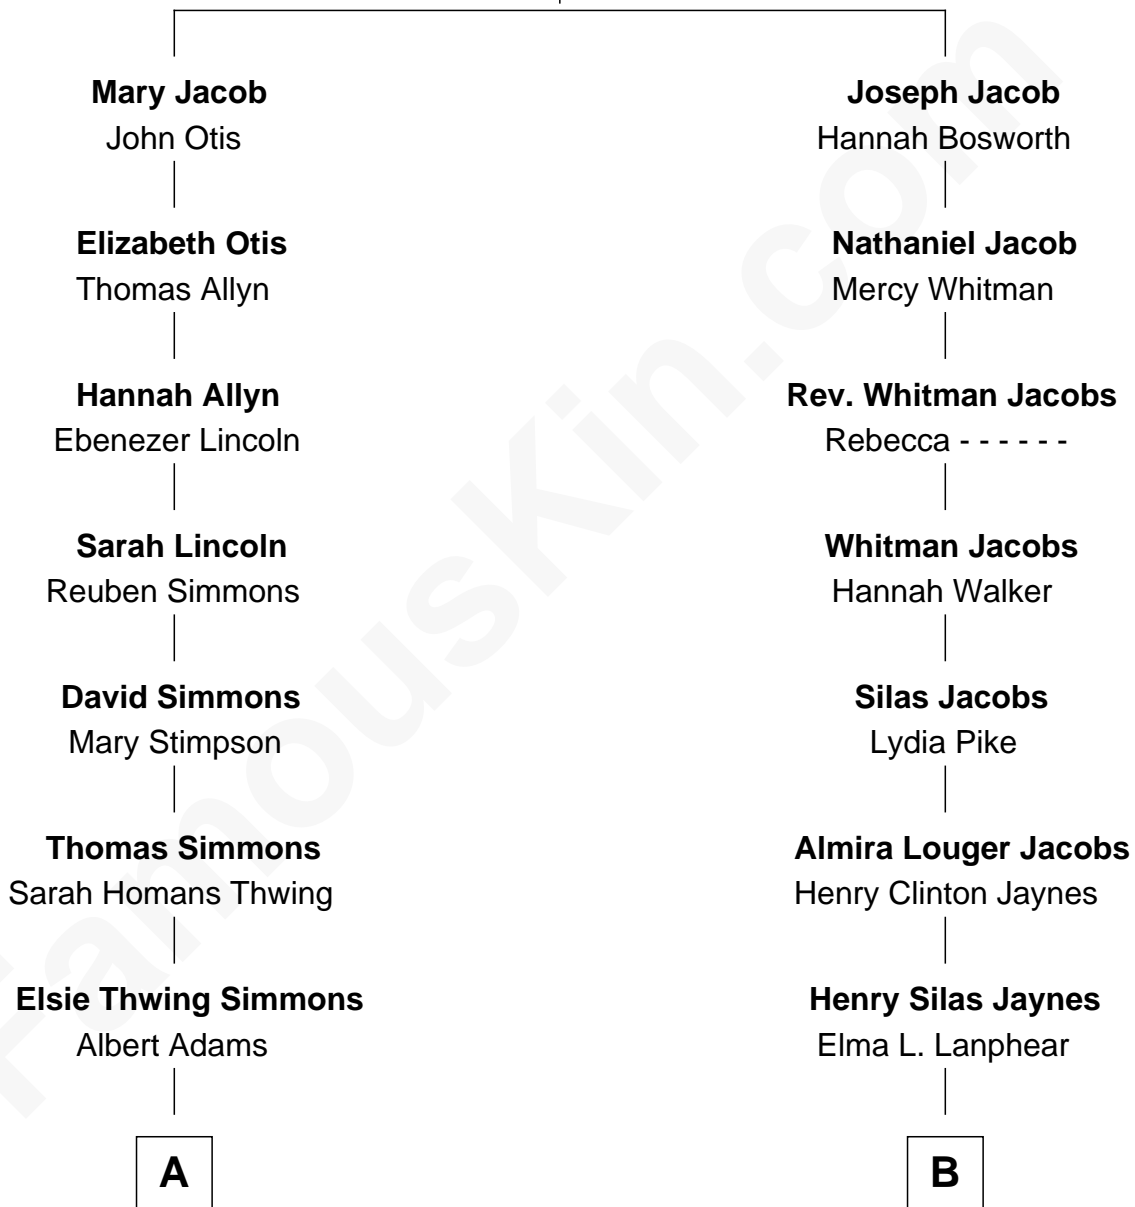 Mary Jacob
John Otis
Elizabeth Otis
Thomas Allyn
Hannah Allyn
Ebenezer Lincoln
Sarah Lincoln
Reuben Simmons
David Simmons
Mary Stimpson
Thomas Simmons
Sarah Homans Thwing
Elsie Thwing Simmons
Albert Adams
A
Joseph Jacob
Hannah Bosworth
Nathaniel Jacob
Mercy Whitman
Rev. Whitman Jacobs
Rebecca - - - - - -
Whitman Jacobs
Hannah Walker
Silas Jacobs
Lydia Pike
Almira Louger Jacobs
Henry Clinton Jaynes
Henry Silas Jaynes
Elma L. Lanphear
B
FamousKin.com